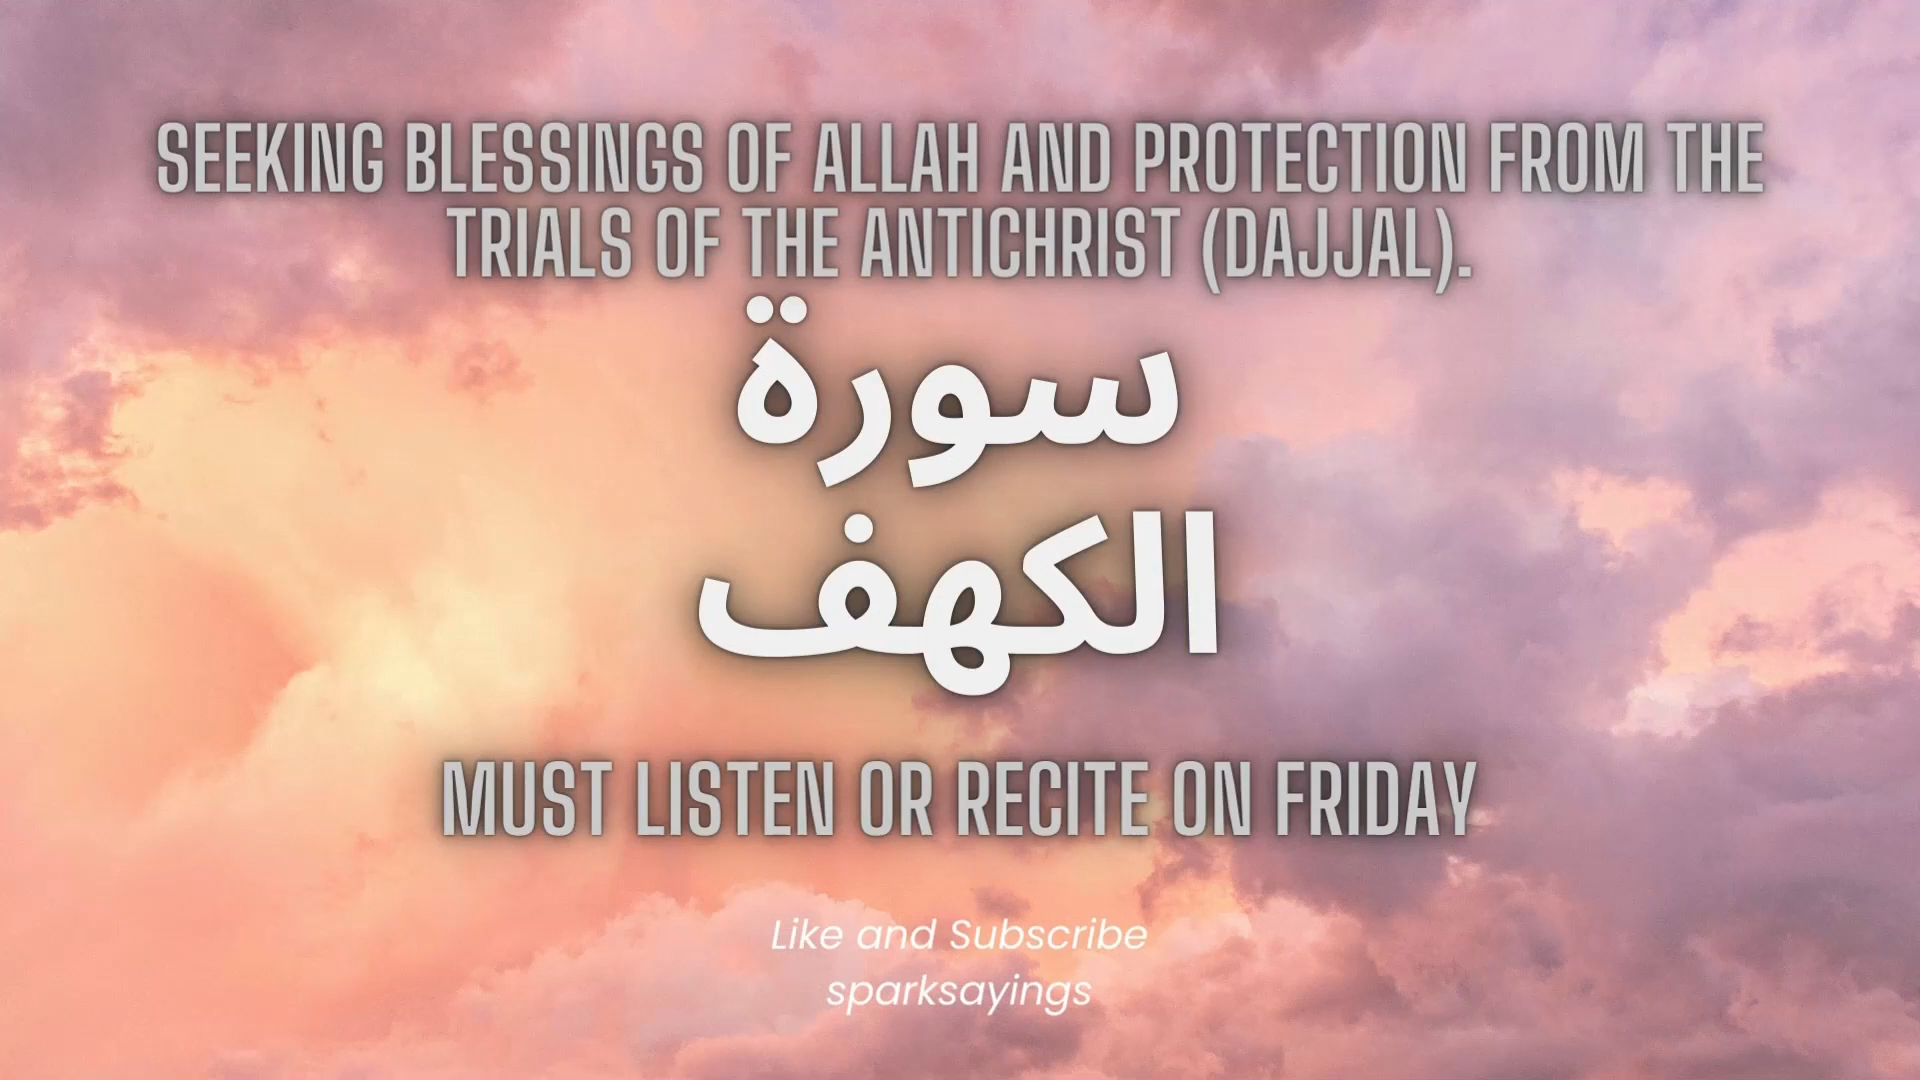 SEEKING BLESSINGS OF ALLAH AND PROTECTION FROM THE
TRIALS OF THE ANTICHRIST (DAJJAL).
سورة
الكهف
MUST LISTEN OR RECITE ON FRIDAY
Like and Subscribe
sparksayings